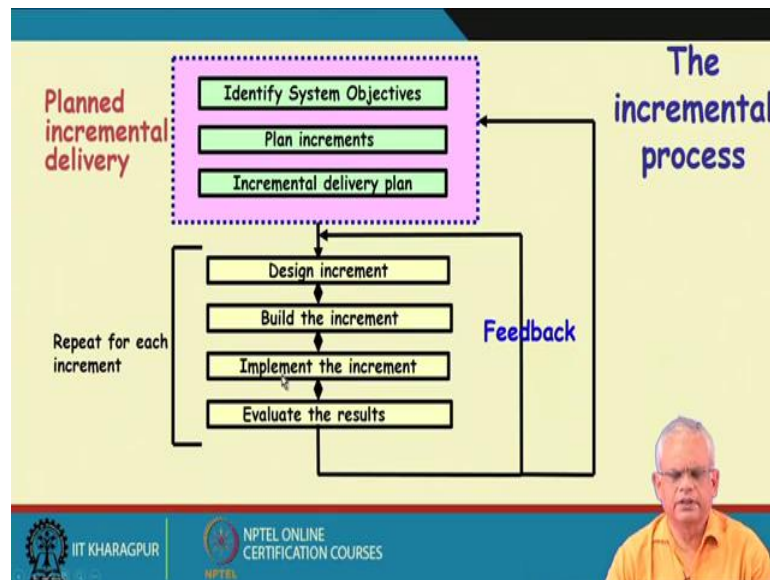 The
incremental
process
Planned
incremental
delivery
Identify System Objectives
Plan increments
Incremental delivery plan
Design increment
Build the increment
Implement the increment
Evaluate the results
Repeat for each
increment
Feedback
IIT KHARAGPUR
NPTEL
NPTEL ONLINE
CERTIFICATION COURSES